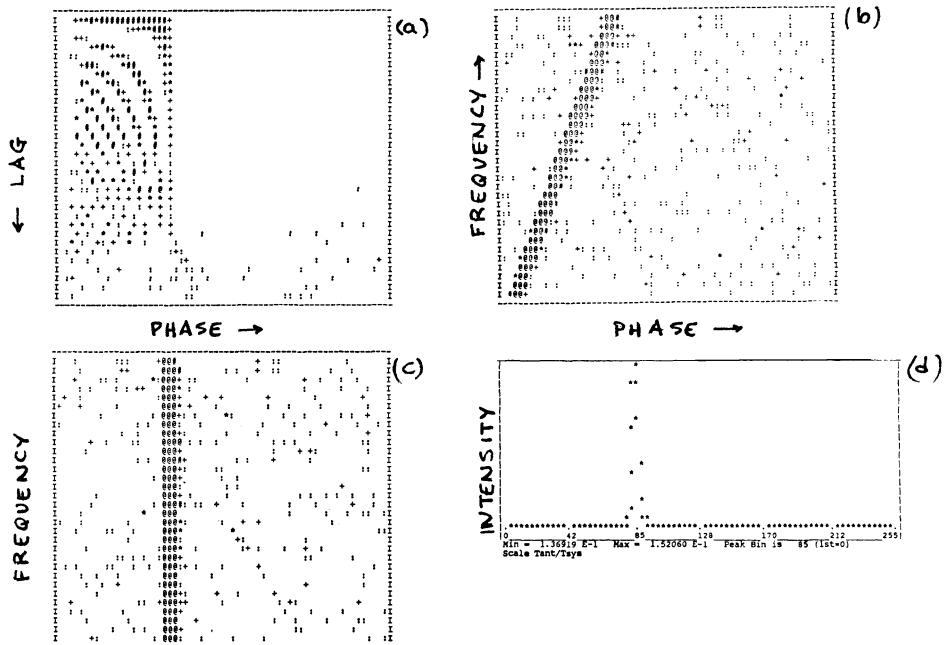 (a)
(b)
← LAG
FREQUENCY →
PHASE →
PHASE →
(c)
(d)
FREQUENCY
INTENSITY
0 42 85 128 170 212 255
Min = 1.36919 E-1 Max = 1.52060 E-1 Peak Bin is 85 (1st=0)
Scale Tant/Tsys